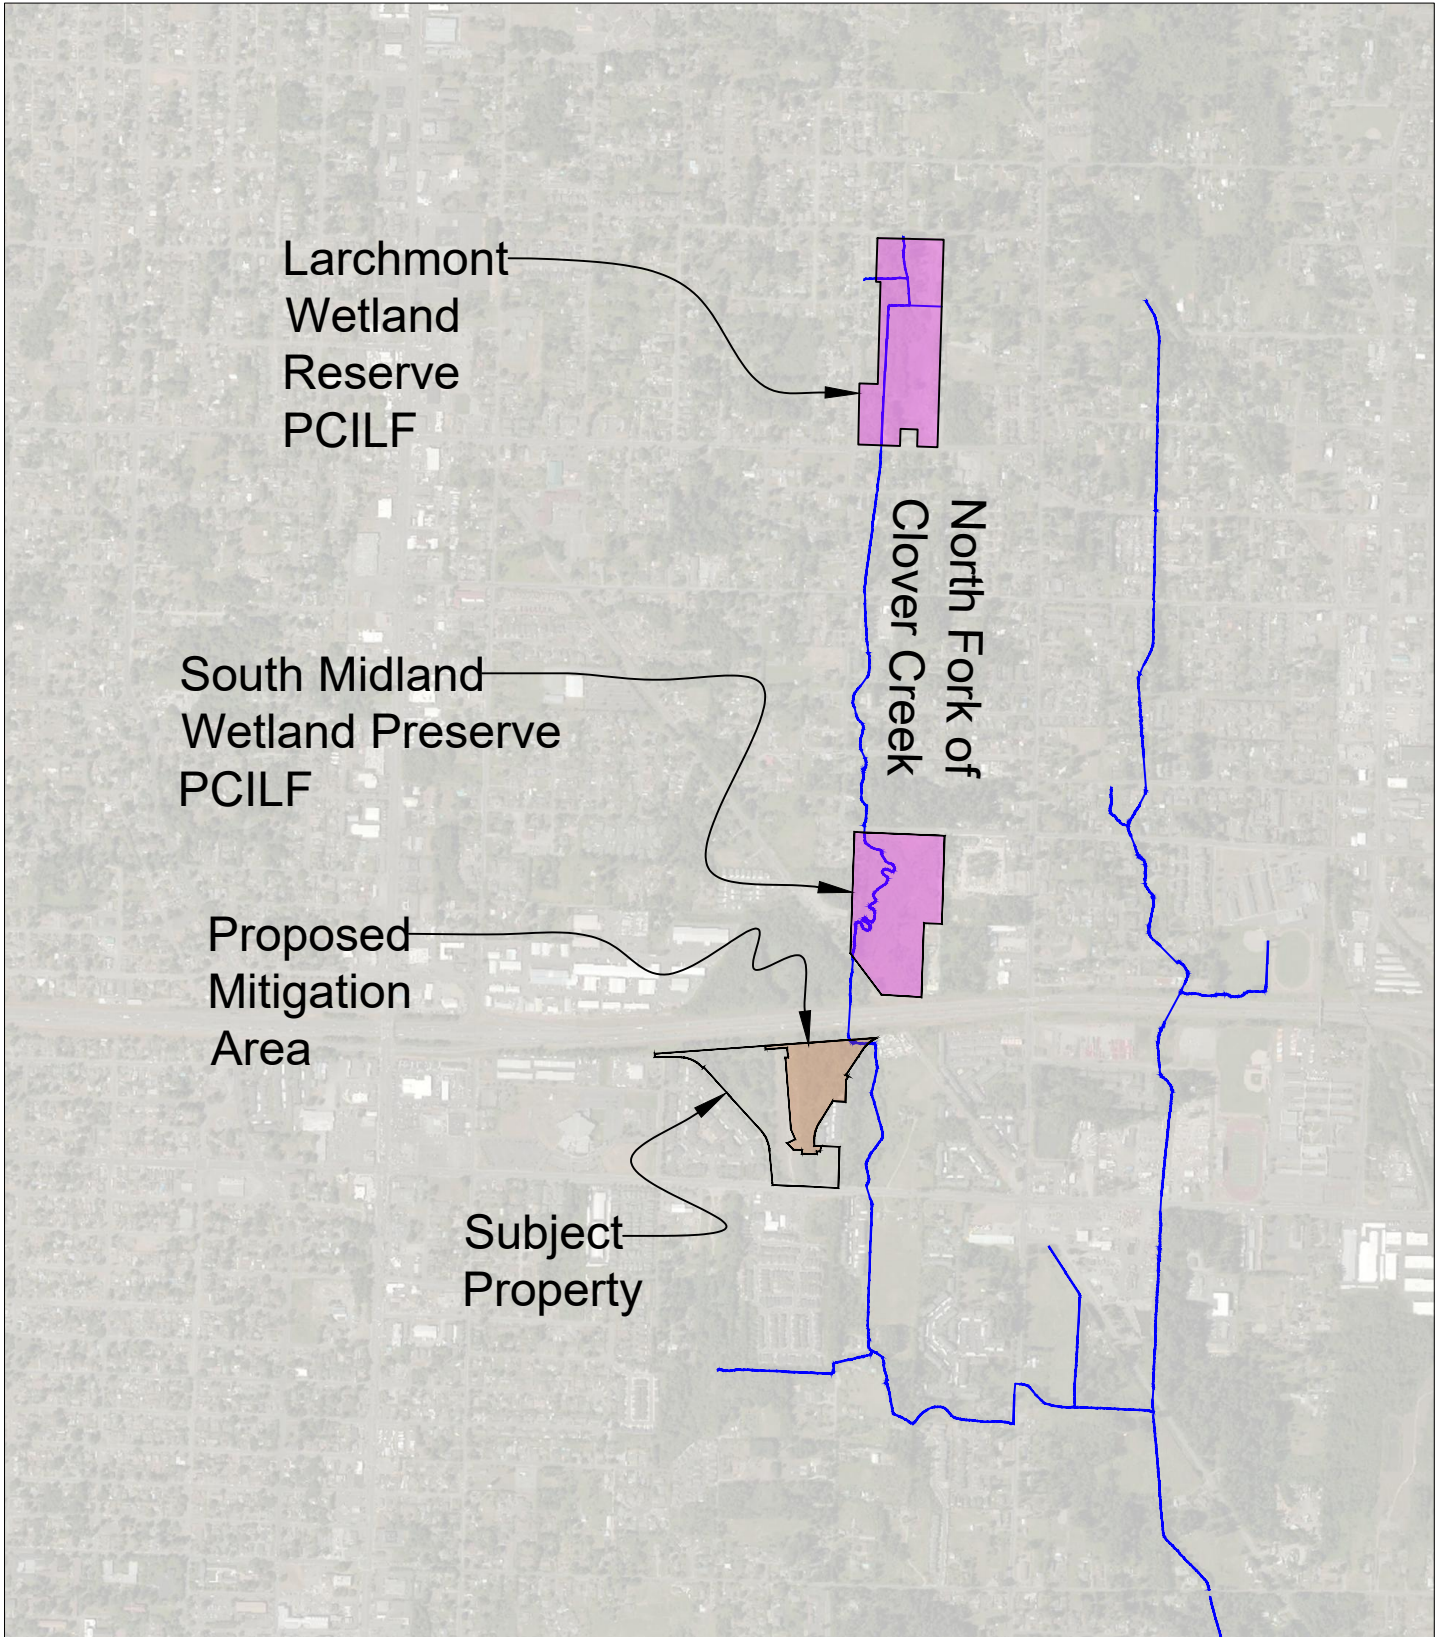 Larchmont
Wetland
Reserve
PCILF
North Fork of
Clover Creek
South Midland
Wetland Preserve
PCILF
Proposed
Mitigation
Area
Subject
Property